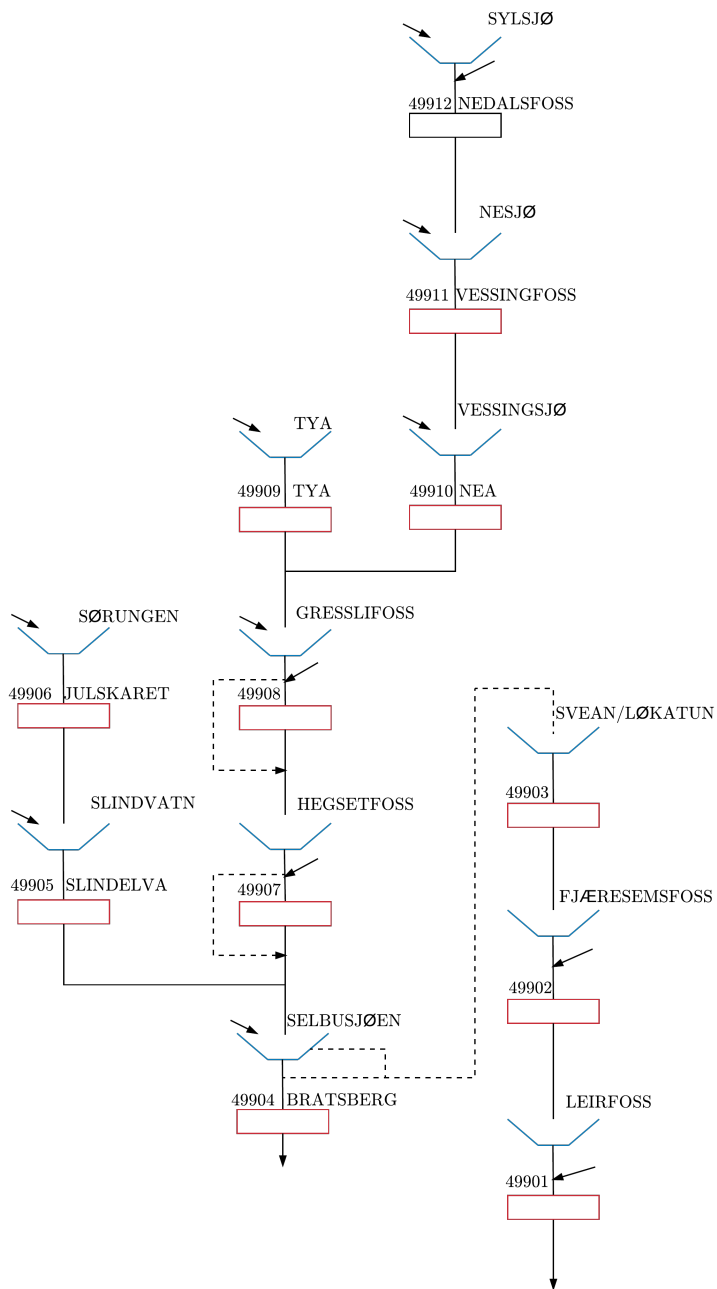 SYLSJØ
49912 NEDALSFOSS
NESJØ
49911 VESSINGFOSS
VESSINGSJØ
TYA
49909 TYA
49910 NEA
GRESSLIFOSS
SØRUNGEN
49906 JULSKARET
49908
SVEAN/LØKATUN
49903
SLINDVATN
HEGSETFOSS
49905 SLINDELVA
49907
FJÆRESEMSFOSS
49902
SELBUSJØEN
49904 BRATSBERG
LEIRFOSS
49901